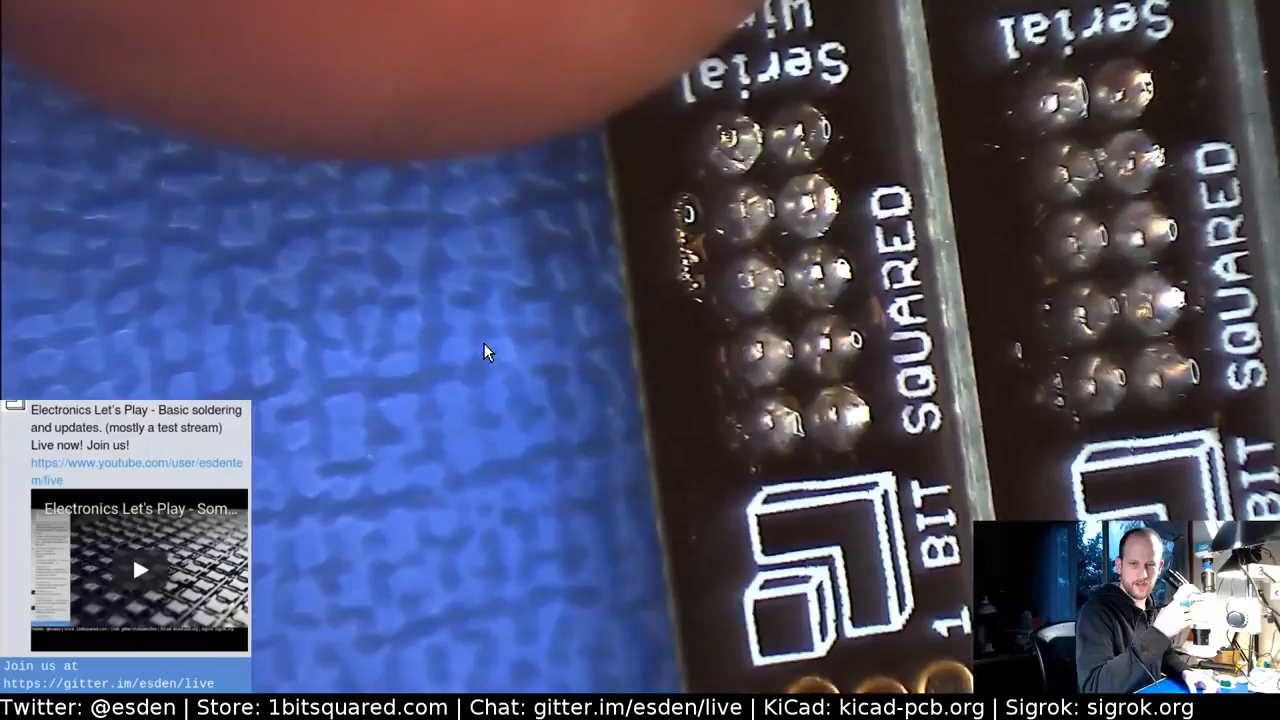 Win
Serial
Serial
SQUARED
1 BIT
SQUARED
BIT
Electronics Let's Play - Basic soldering
and updates. (mostly a test stream)
Live now! Join us!
https://www.youtube.com/user/esdente
m/live
Electronics Let's Play - Som...
Join us at
https://gitter.im/esden/live
Twitter: @esden | Store: 1bitsquared.com | Chat: gitter.im/esden/live | KiCad: kicad-pcb.org | Sigrok: sigrok.org